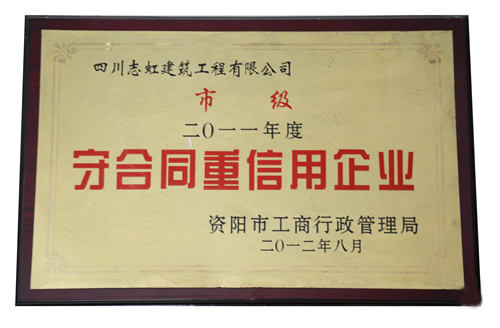 四川志虹建筑工程有限公司
市 级
二〇一一年度
守合同重信用企业
资阳市工商行政管理局
二〇一二年八月